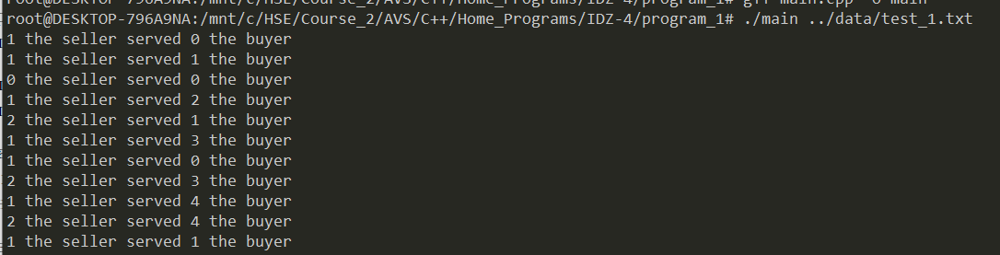 root@DESKTOP-796A9NA:/mnt/c/HSE/Course_2/AVS/C++/Home_Programs/IDZ-4/program_1# g++ main.cpp -o main
root@DESKTOP-796A9NA:/mnt/c/HSE/Course_2/AVS/C++/Home_Programs/IDZ-4/program_1# ./main ../data/test_1.txt
1 the seller served 0 the buyer
1 the seller served 1 the buyer
0 the seller served 0 the buyer
1 the seller served 2 the buyer
2 the seller served 1 the buyer
1 the seller served 3 the buyer
1 the seller served 0 the buyer
2 the seller served 3 the buyer
1 the seller served 4 the buyer
2 the seller served 4 the buyer
1 the seller served 1 the buyer